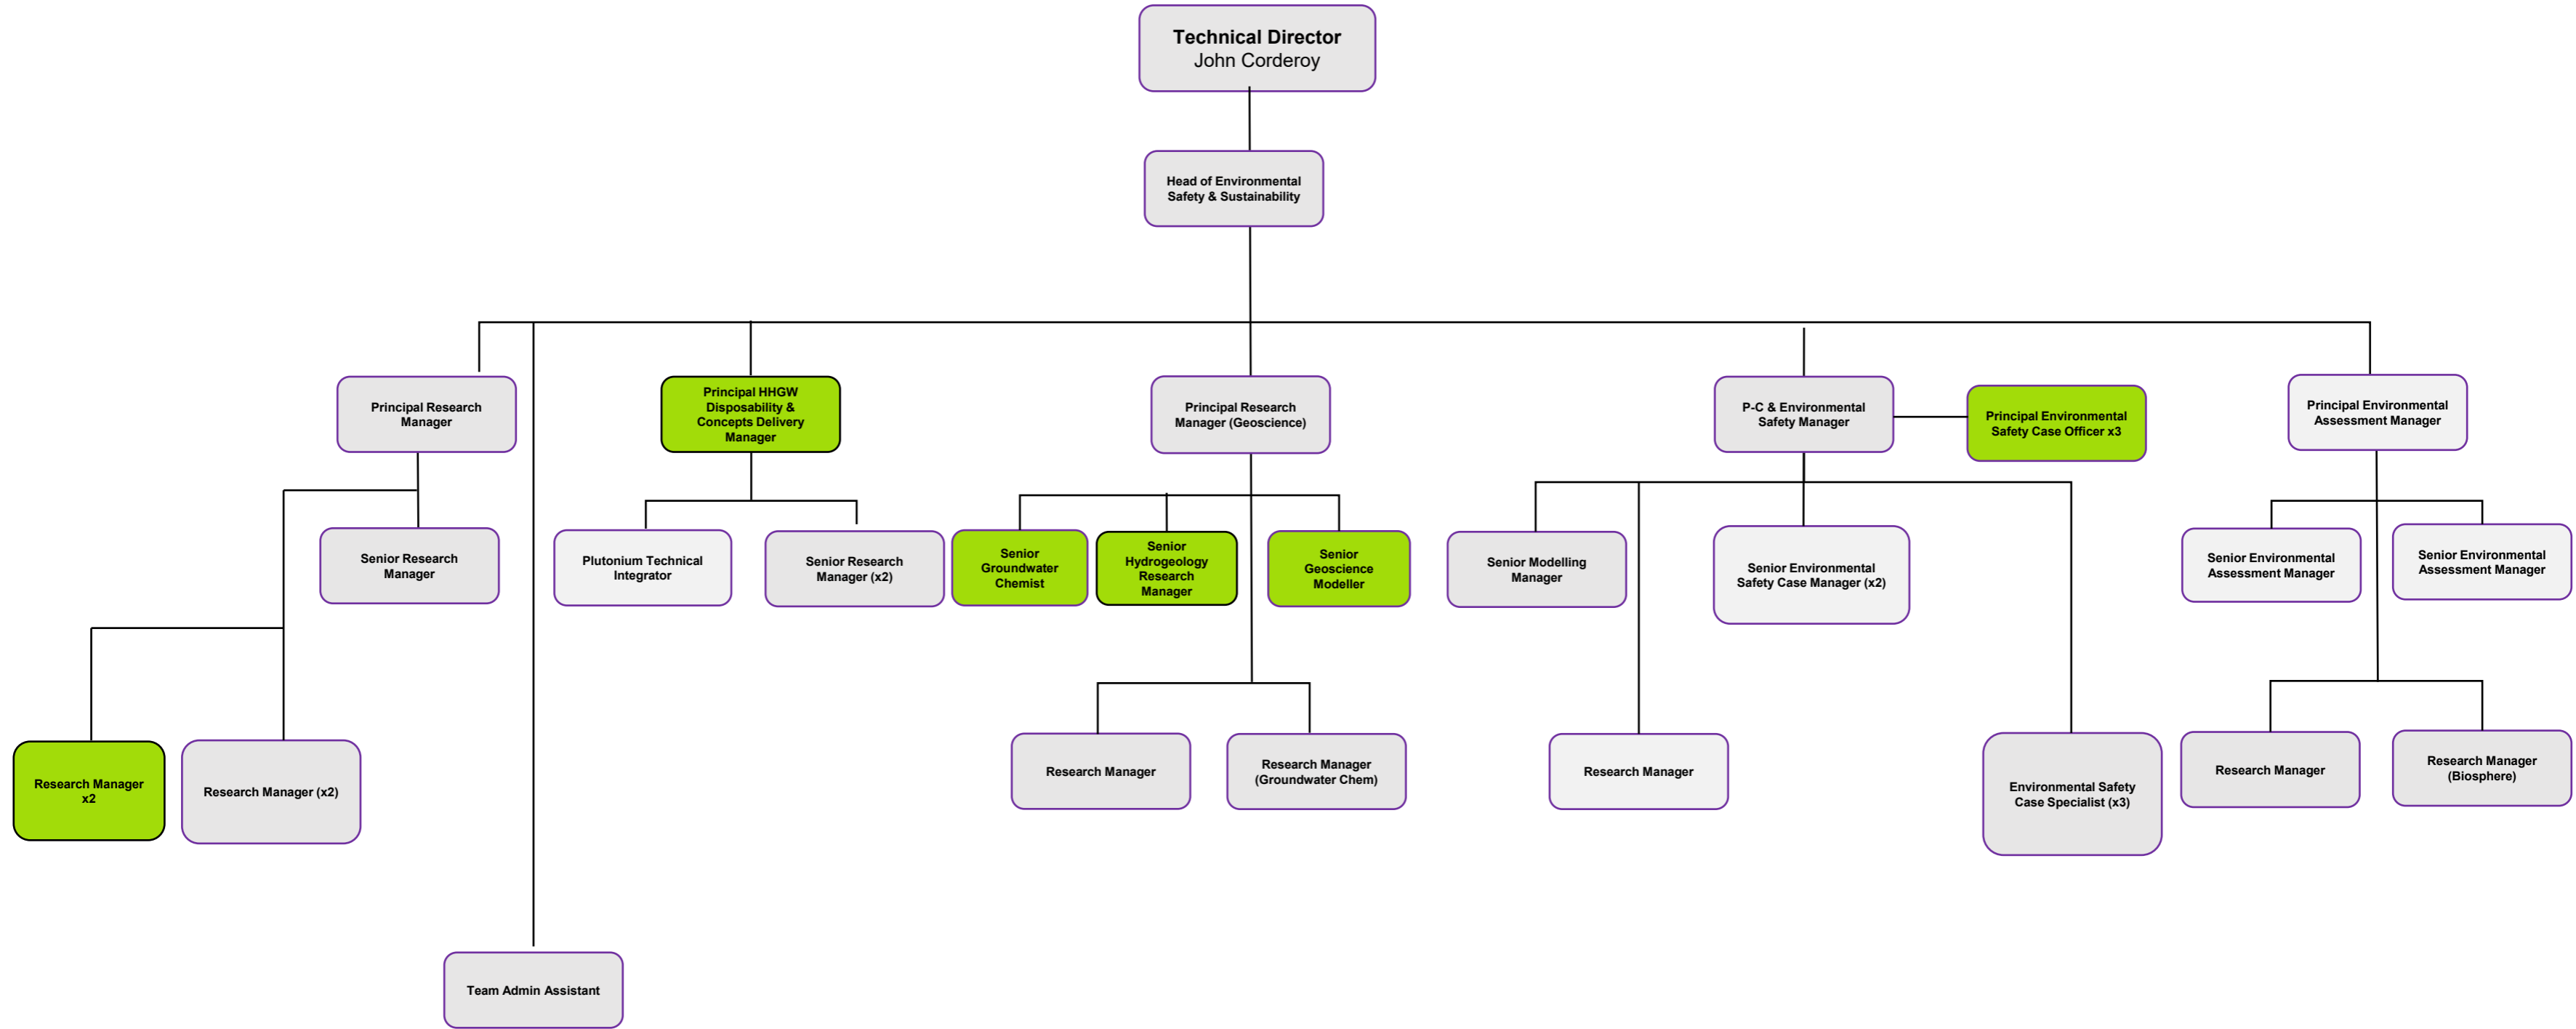 Technical Director
John Corderoy
Head of Environmental
Safety & Sustainability
Principal Research
Manager
Principal HHGW
Disposability &
Concepts Delivery
Manager
Principal Research
Manager (Geoscience)
P-C & Environmental
Safety Manager
Principal Environmental
Safety Case Officer x3
Principal Environmental
Assessment Manager
Senior Research
Manager
Plutonium Technical
Integrator
Senior Research
Manager (x2)
Senior
Groundwater
Chemist
Senior
Hydrogeology
Research
Manager
Senior
Geoscience
Modeller
Senior Modelling
Manager
Senior Environmental
Safety Case Manager (x2)
Senior Environmental
Assessment Manager
Senior Environmental
Assessment Manager
Research Manager
x2
Research Manager (x2)
Research Manager
Research Manager
(Groundwater Chem)
Research Manager
Environmental Safety
Case Specialist (x3)
Research Manager
Research Manager
(Biosphere)
Team Admin Assistant